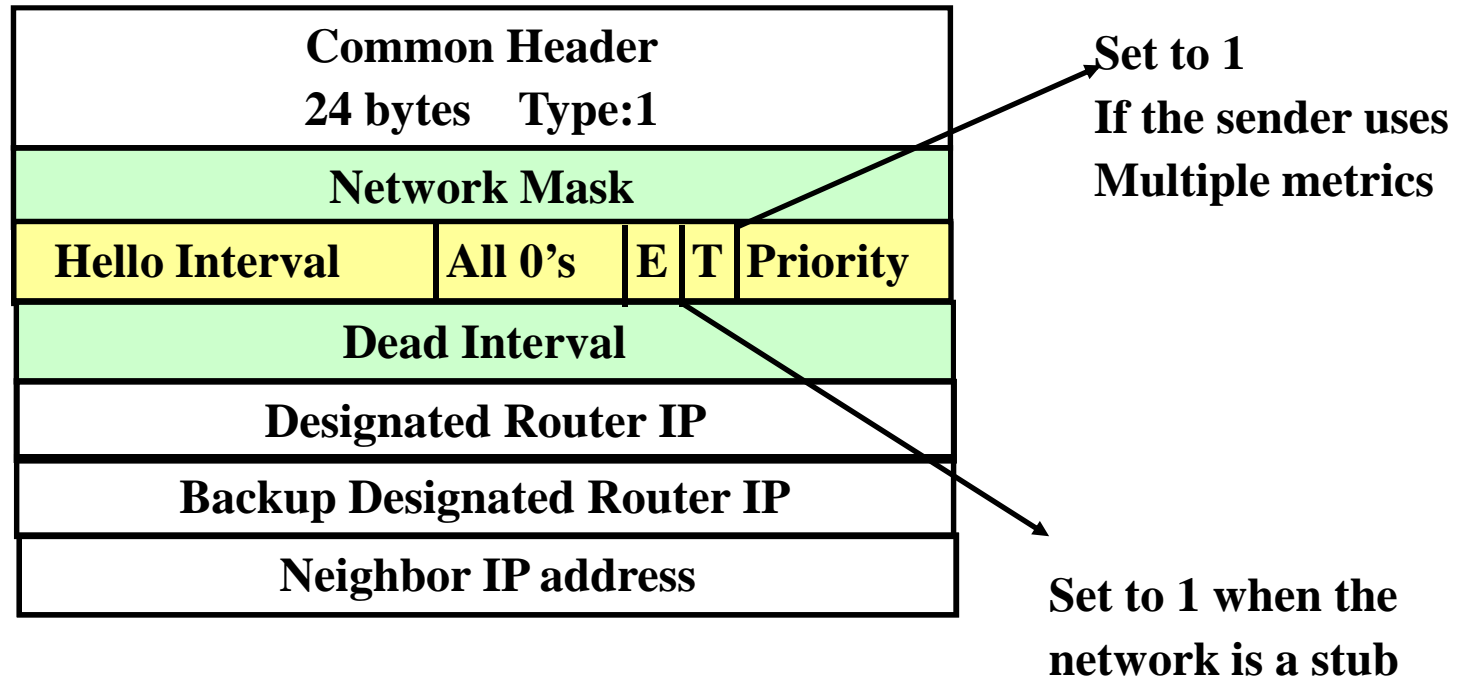 Common Header
24 bytes Type:1
Network Mask
Hello Interval All 0’s E T Priority
Dead Interval
Designated Router IP
Backup Designated Router IP
Neighbor IP address
Set to 1
If the sender uses
Multiple metrics
Set to 1 when the
network is a stub